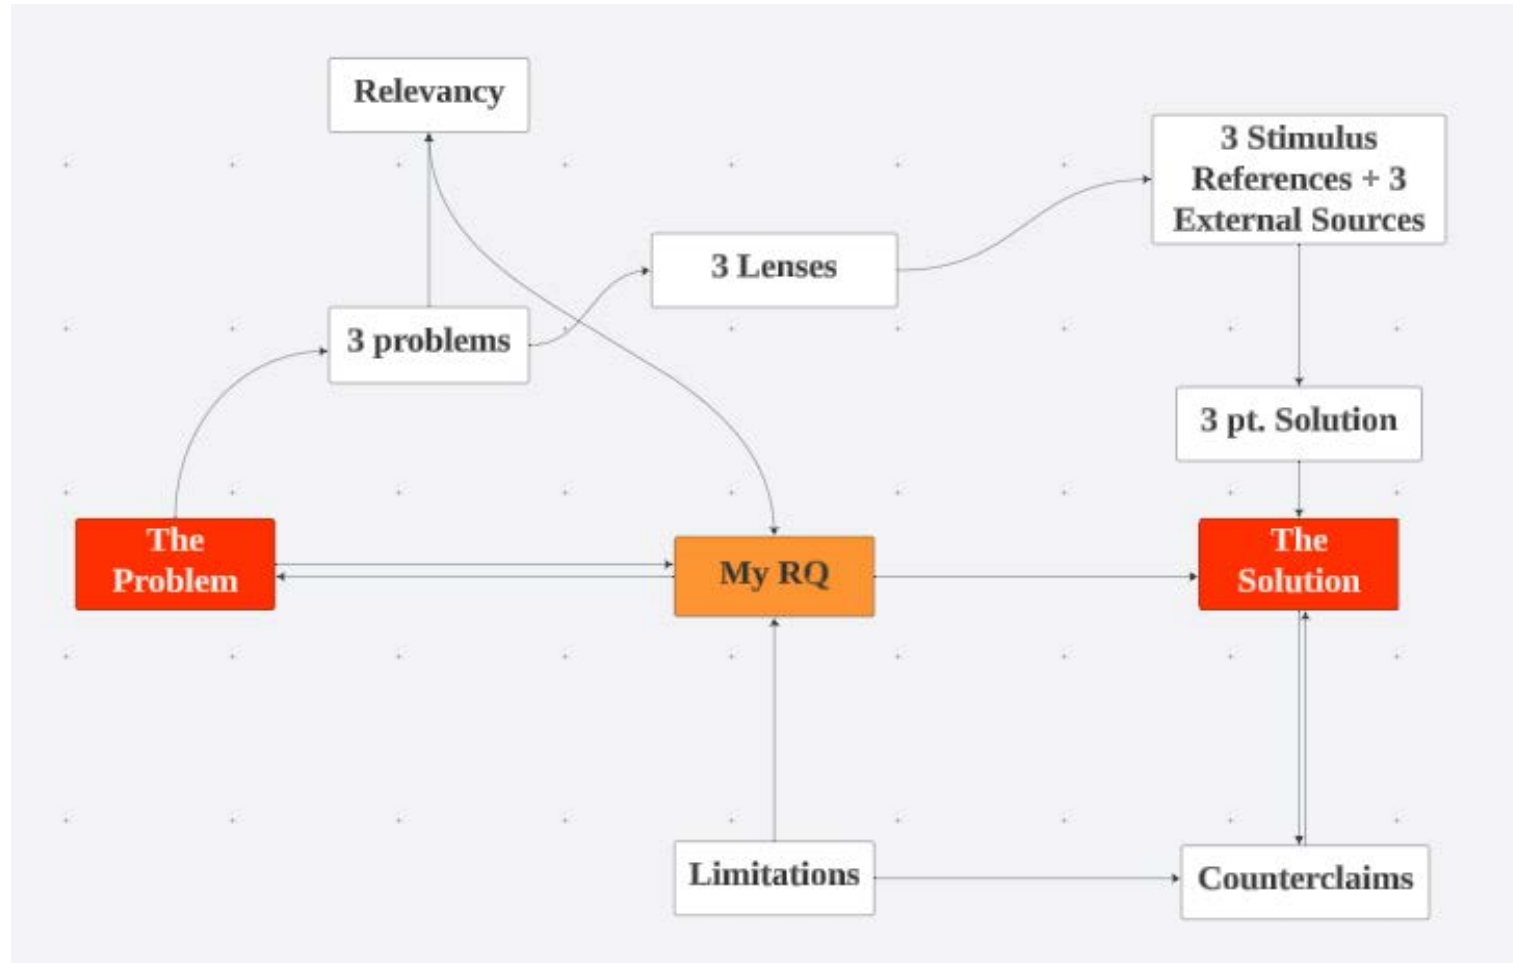 Relevancy
3 Stimulus
References + 3
External Sources
3 Lenses
3 problems
3 pt. Solution
The
Problem
My RQ
The
Solution
Limitations
Counterclaims